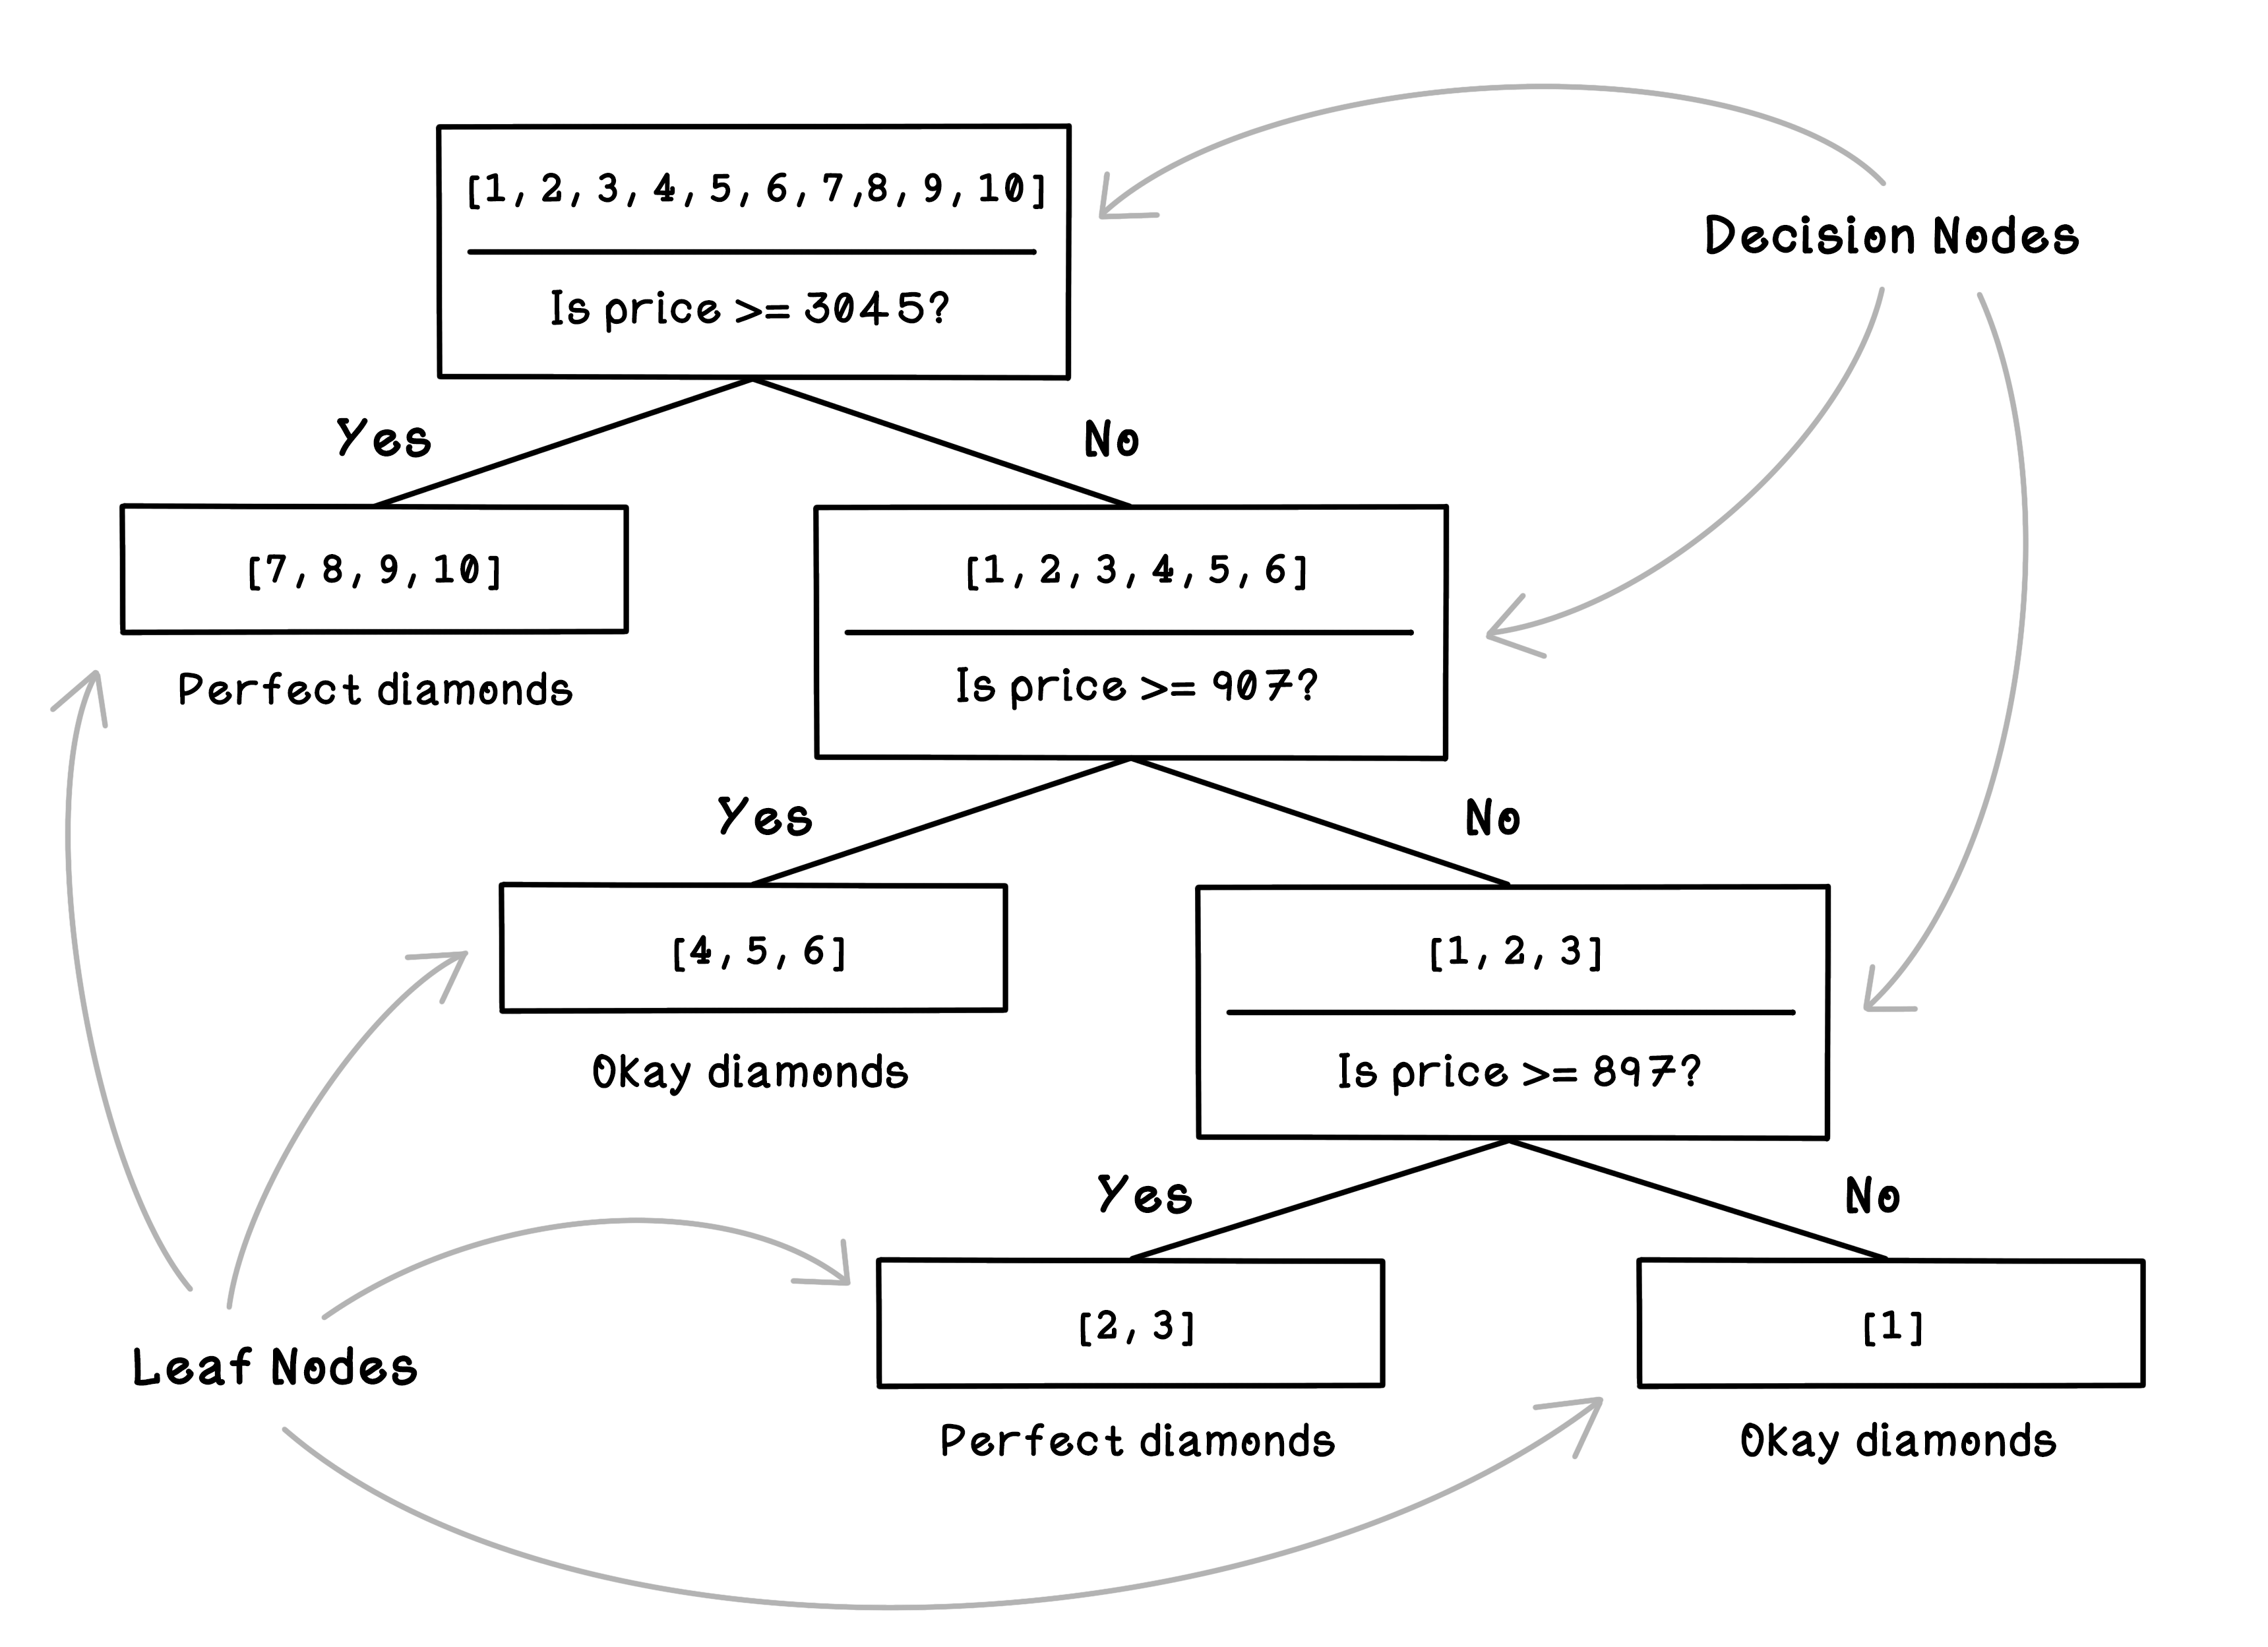 [1, 2, 3, 4, 5, 6, 7,8, 9, 10]
Decision Nodes
Is price >= 3045?
Yes
No
[7, 8, 9, 10]
[1, 2, 3, 4, 5, 6]
Perfect diamonds
Is price >= 907?
Yes
No
[4, 5, 6]
[1, 2, 3]
Okay diamonds
Is price >= 897?
Yes
No
[2, 3]
[1]
Leaf Nodes
Perfect diamonds
Okay diamonds